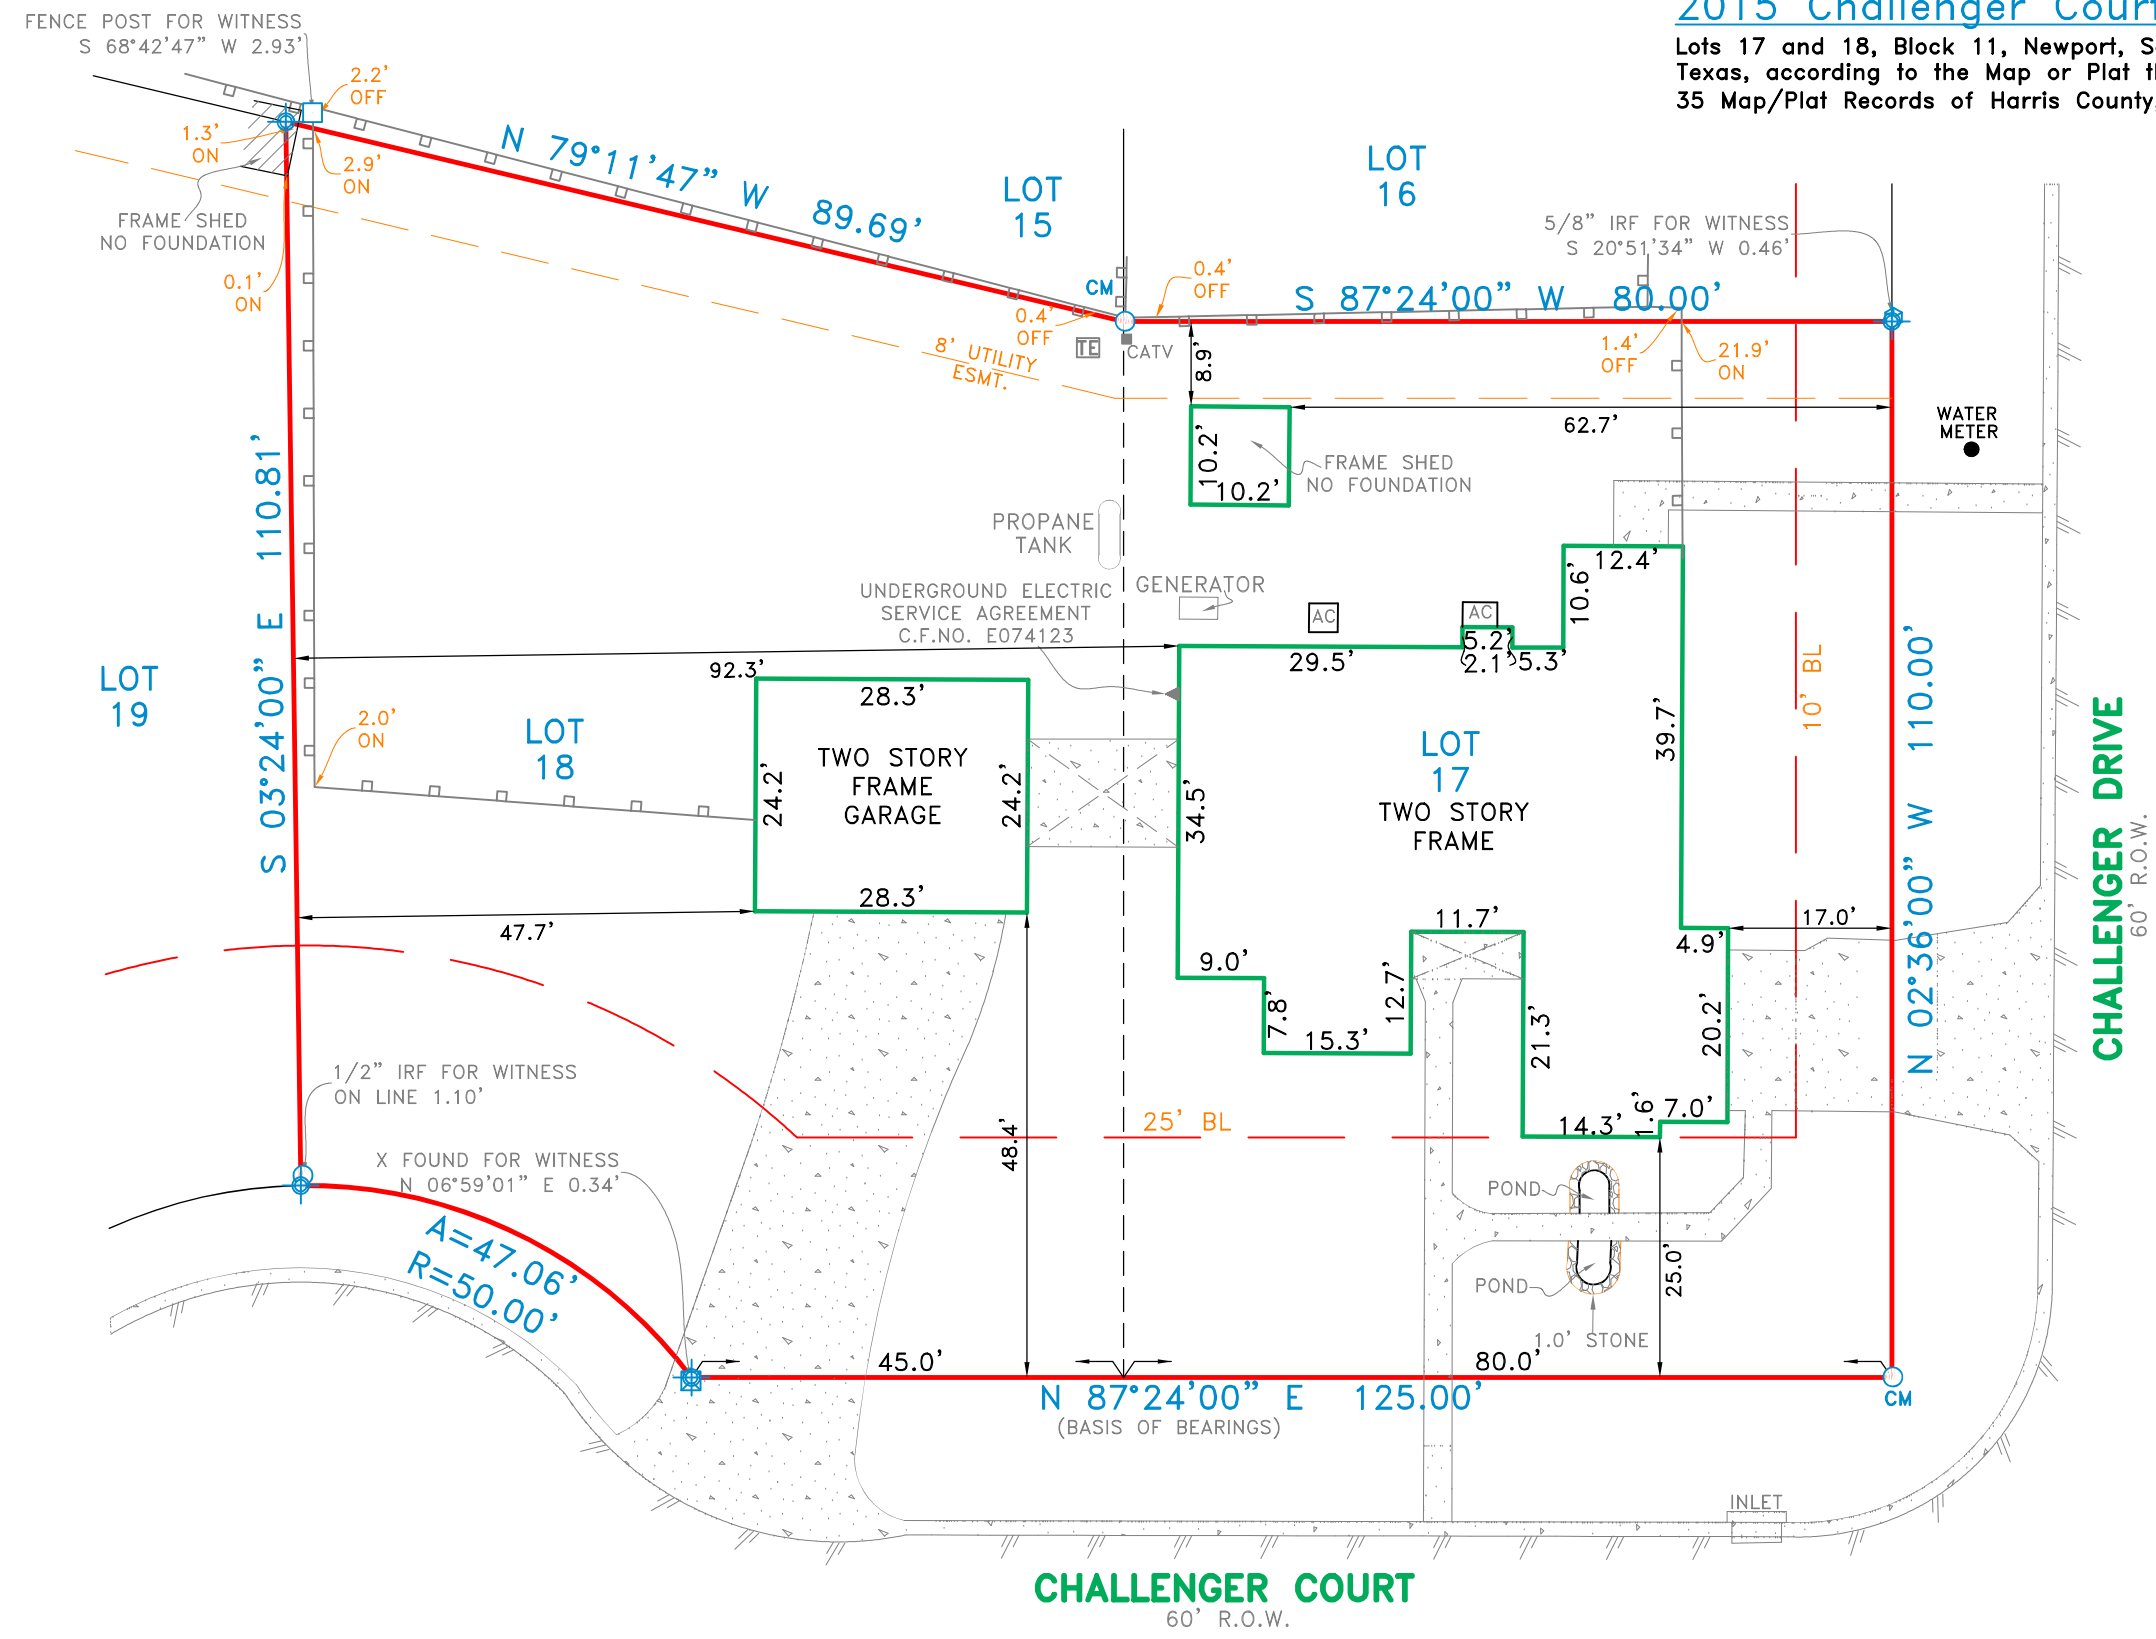 2015 Challenger Court
Lots 17 and 18, Block 11, Newport, S
Texas, according to the Map or Plat t
35 Map/Plat Records of Harris County
FENCE POST FOR WITNESS
S 68°42'47" W 2.93'
2.2'
OFF
1.3'
ON
2.9'
ON
FRAME SHED
NO FOUNDATION
0.1'
ON
N 79°11'47" W 89.69'
LOT
15
LOT
16
5/8" IRF FOR WITNESS
S 20°51'34" W 0.46'
CM
0.4'
OFF
S 87°24'00" W 80.00'
0.4'
OFF
8' UTILITY
ESMT.
TE
CATV
8.9'
1.4'
OFF
21.9'
ON
62.7'
WATER
METER
10.2'
10.2'
FRAME SHED
NO FOUNDATION
PROPANE
TANK
S 03°24'00" E 110.81'
UNDERGROUND ELECTRIC
SERVICE AGREEMENT
C.F.NO. E074123
GENERATOR
AC
AC
12.4'
10.6'
5.2'
29.5'
2.1'
5.3'
92.3'
28.3'
LOT
19
2.0'
ON
LOT
18
TWO STORY
FRAME
GARAGE
24.2'
24.2'
28.3'
34.5'
LOT
17
TWO STORY
FRAME
39.7'
10' BL
N 02°36'00" W 110.00'
CHALLENGER DRIVE
60' R.O.W.
47.7'
11.7'
4.9'
17.0'
9.0'
7.8'
12.7'
15.3'
21.3'
20.2'
1/2" IRF FOR WITNESS
ON LINE 1.10'
25' BL
14.3'
1.6'
7.0'
48.4'
X FOUND FOR WITNESS
N 06°59'01" E 0.34'
POND
A=47.06'
R=50.00'
25.0'
POND
1.0' STONE
45.0'
80.0'
N 87°24'00" E 125.00'
(BASIS OF BEARINGS)
CM
INLET
CHALLENGER COURT
60' R.O.W.